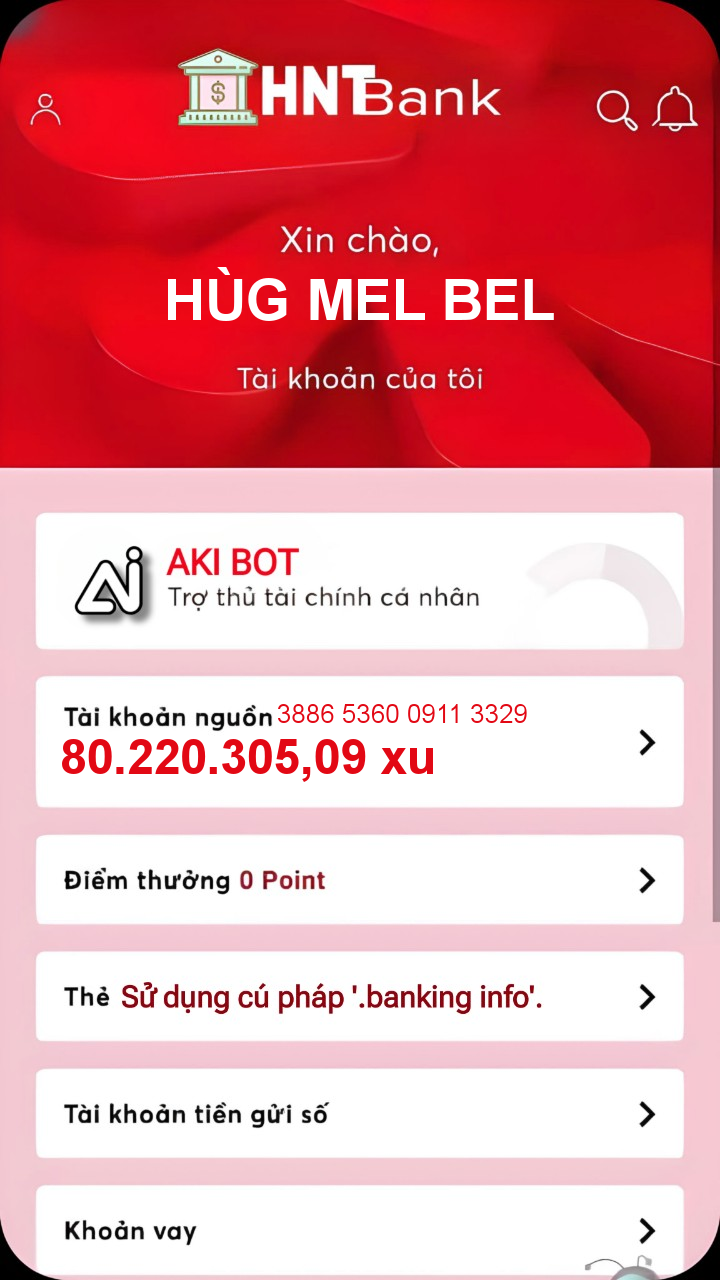 HNTBank
Xin chào,
HÙG MEL BEL
Tài khoản của tôi
AKI BOT
Trợ thủ tài chính cá nhân
Tài khoản nguồn 3886 5360 0911 3329
80.220.305,09 xu
Điểm thưởng 0 Point
Thẻ Sử dụng cú pháp '.banking info'.
Tài khoản tiền gửi số
Khoản vay